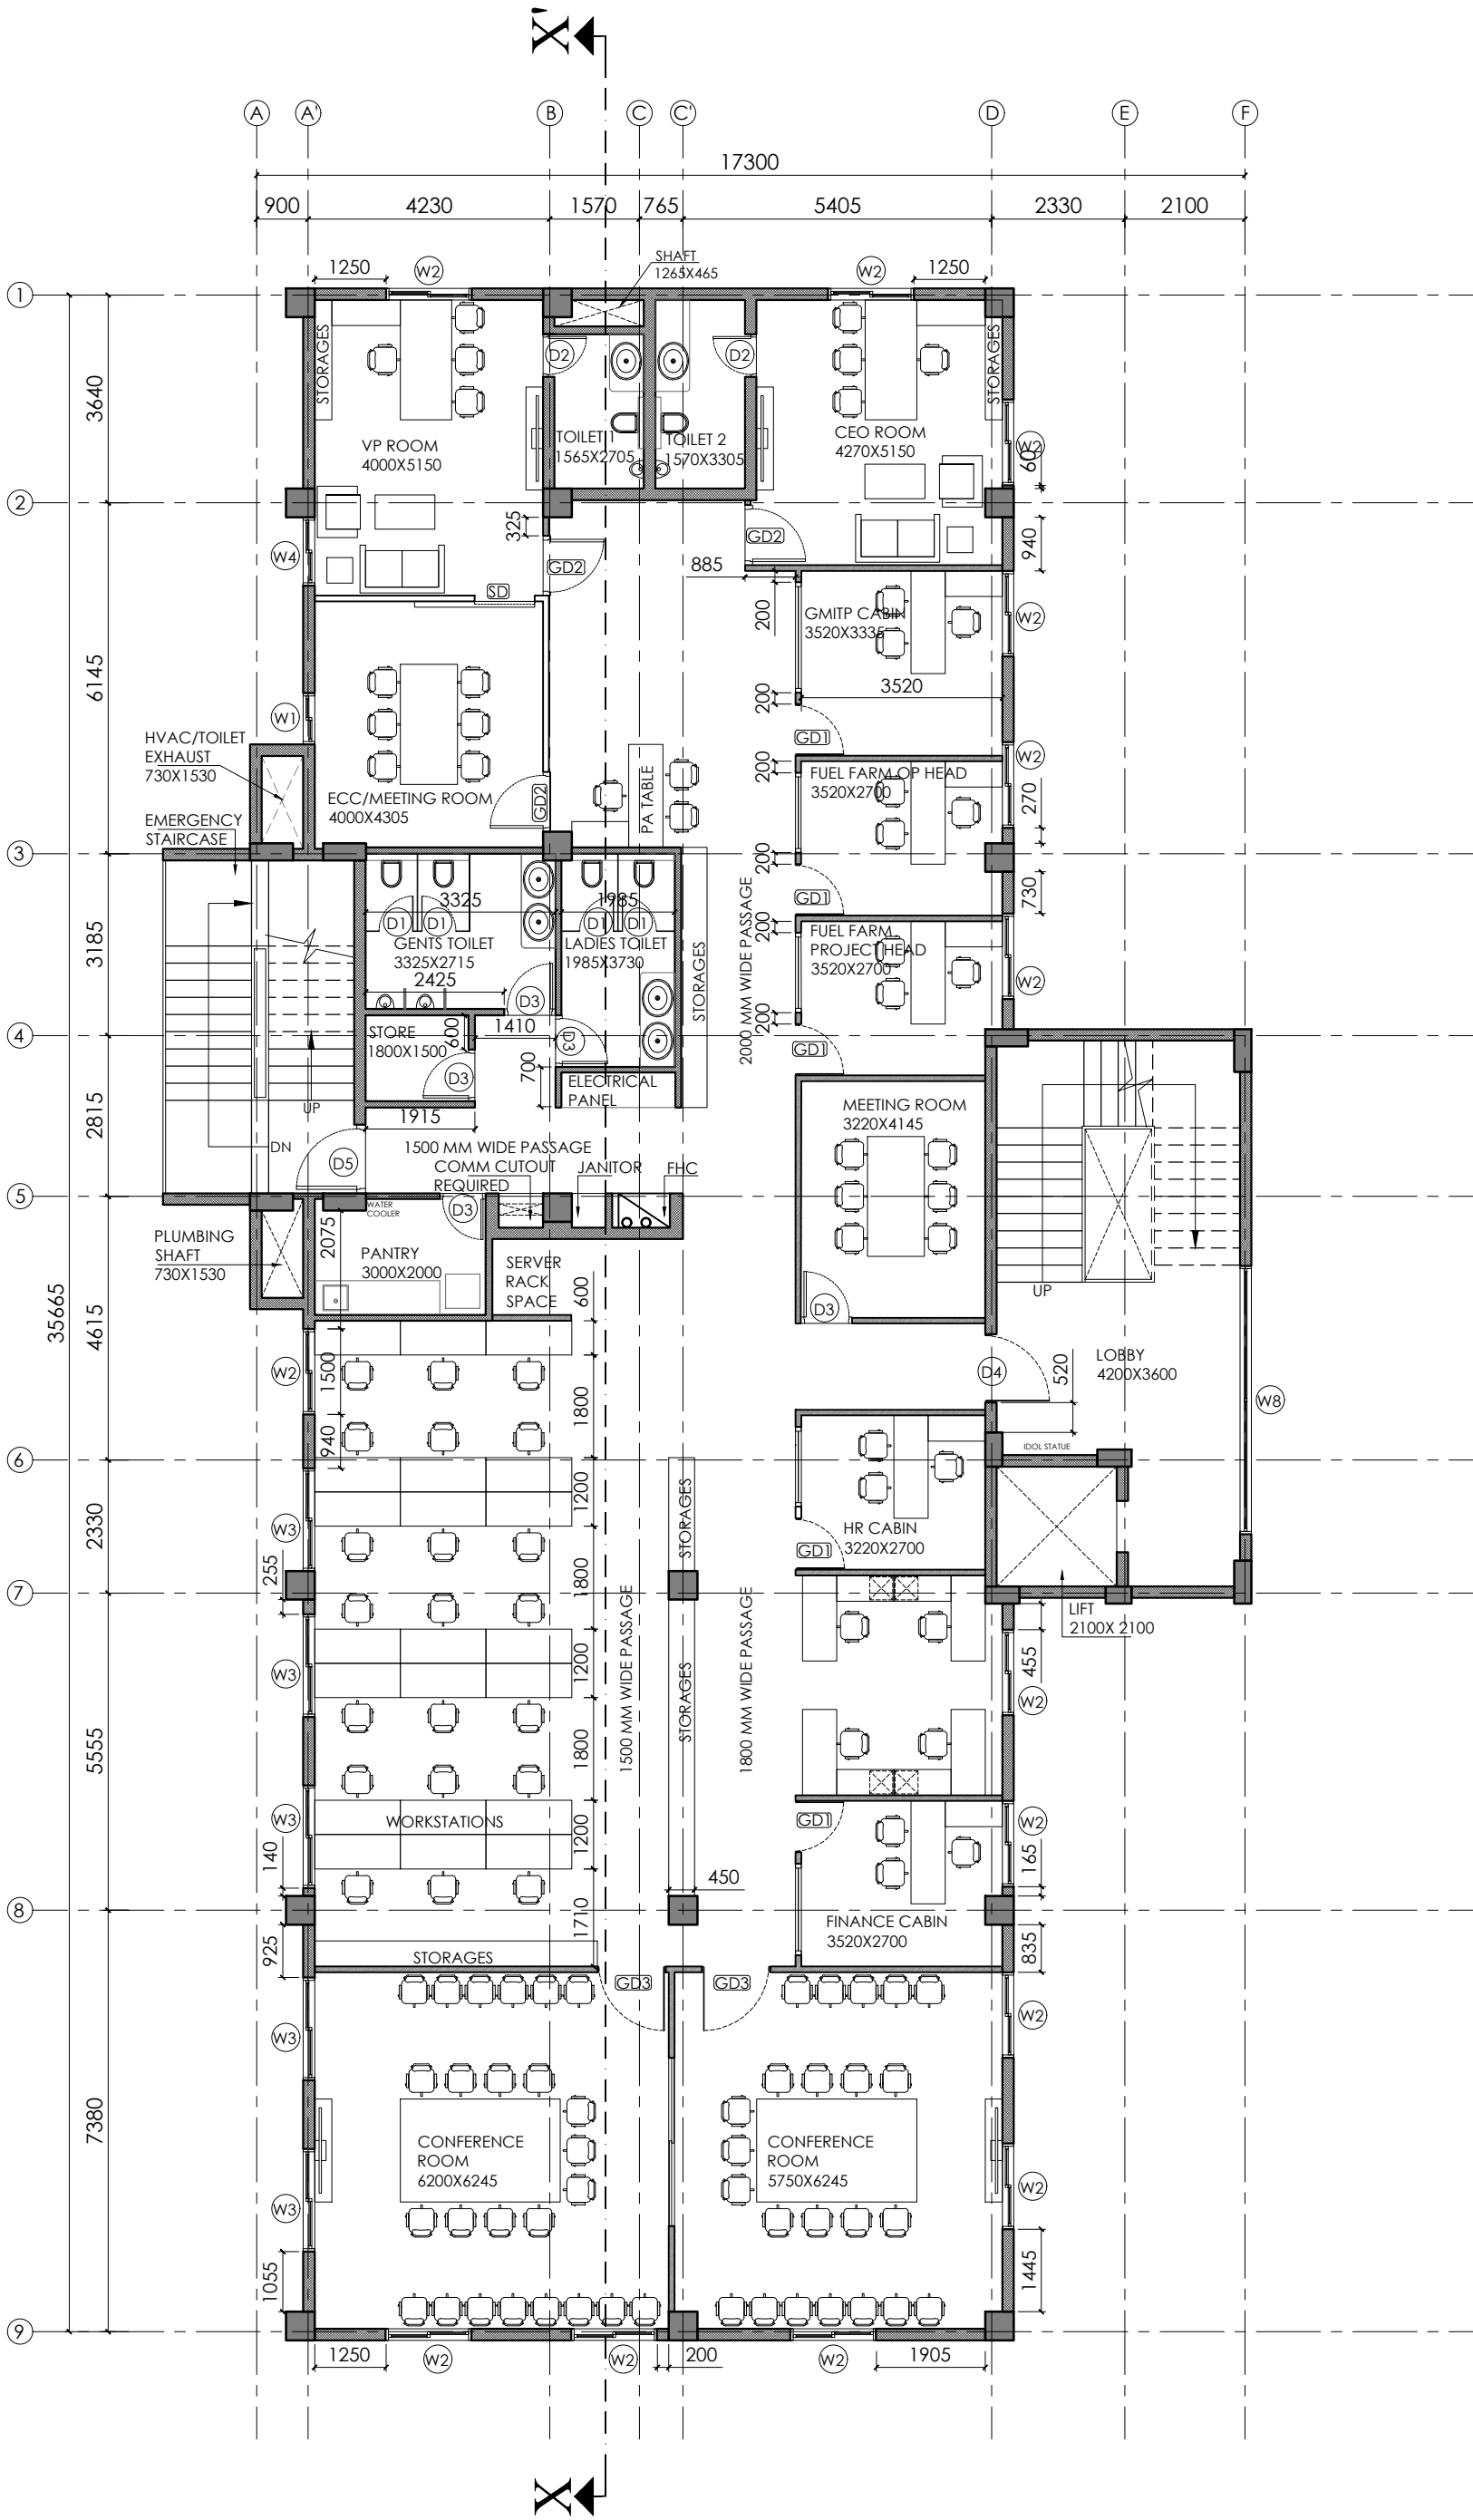 X'
A
A'
B
C
C'
D
E
F
17300
900
4230
1570
765
5405
2330
2100
SHAFT
1265X465
1250
W2
W2
1250
1
STORAGES
D2
D2
STORAGES
3640
VP ROOM
4000X5150
TOILET 1
1565X2705
TOILET 2
1570X3305
CEO ROOM
4270X5150
W2
60
2
325
GD2
GD2
940
W4
885
SD
200
GMITP CABIN
3520X3335
W2
6145
3520
200
W1
GD1
HVAC/TOILET
EXHAUST
730X1530
W2
200
FUEL FARM OP HEAD
3520X2700
270
ECC/MEETING ROOM
4000X4305
GD2
PA TABLE
EMERGENCY
STAIRCASE
3
200
2000 MM WIDE PASSAGE
730
3325
1985
GD1
D1
D1
D1
D1
200
FUEL FARM
PROJECT HEAD
3520X2700
3185
GENTS TOILET
3325X2715
LADIES TOILET
1985X3730
STORAGES
2425
W2
D3
200
4
STORE
1800X1500
600
1410
D3
GD1
D3
700
ELECTRICAL
PANEL
2815
UP
1915
MEETING ROOM
3220X4145
DN
D5
1500 MM WIDE PASSAGE
COMM CUTOUT
REQUIRED
JANITOR
FHC
5
WATER
COOLER
D3
PLUMBING
SHAFT
730X1530
2075
PANTRY
3000X2000
SERVER
RACK
SPACE
600
UP
D3
35665
4615
W2
1500
1800
D4
520
LOBBY
4200X3600
W8
940
IDOL STATUE
6
1200
STORAGES
2330
W3
HR CABIN
3220X2700
GD1
255
1800
7
1500 MM WIDE PASSAGE
1800 MM WIDE PASSAGE
LIFT
2100X 2100
1200
455
W3
STORAGES
W2
5555
1800
W3
WORKSTATIONS
GD1
W2
1200
140
165
450
8
1710
925
FINANCE CABIN
3520X2700
835
STORAGES
GD3
GD3
W3
W2
7380
CONFERENCE
ROOM
6200X6245
CONFERENCE
ROOM
5750X6245
W3
W2
1055
1445
9
1250
W2
W2
200
W2
1905
X